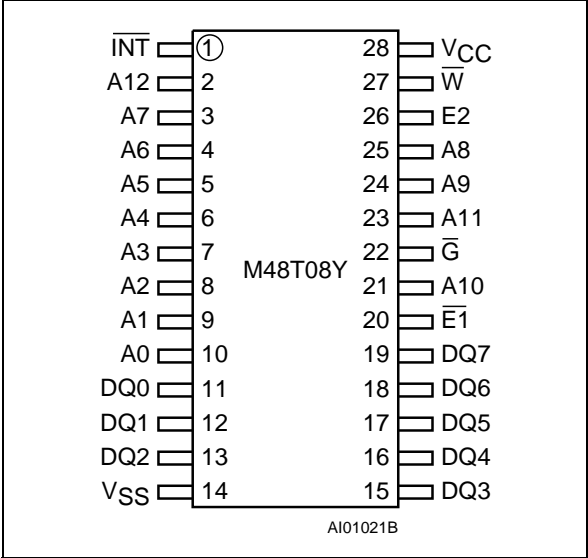 I̅N̅T̅ 1 28 VCC
A12 2 27 W̅
A7 3 26 E2
A6 4 25 A8
A5 5 24 A9
A4 6 23 A11
A3 7 22 G̅
M48T08Y
A2 8 21 A10
A1 9 20 E̅1̅
A0 10 19 DQ7
DQ0 11 18 DQ6
DQ1 12 17 DQ5
DQ2 13 16 DQ4
VSS 14 15 DQ3
AI01021B